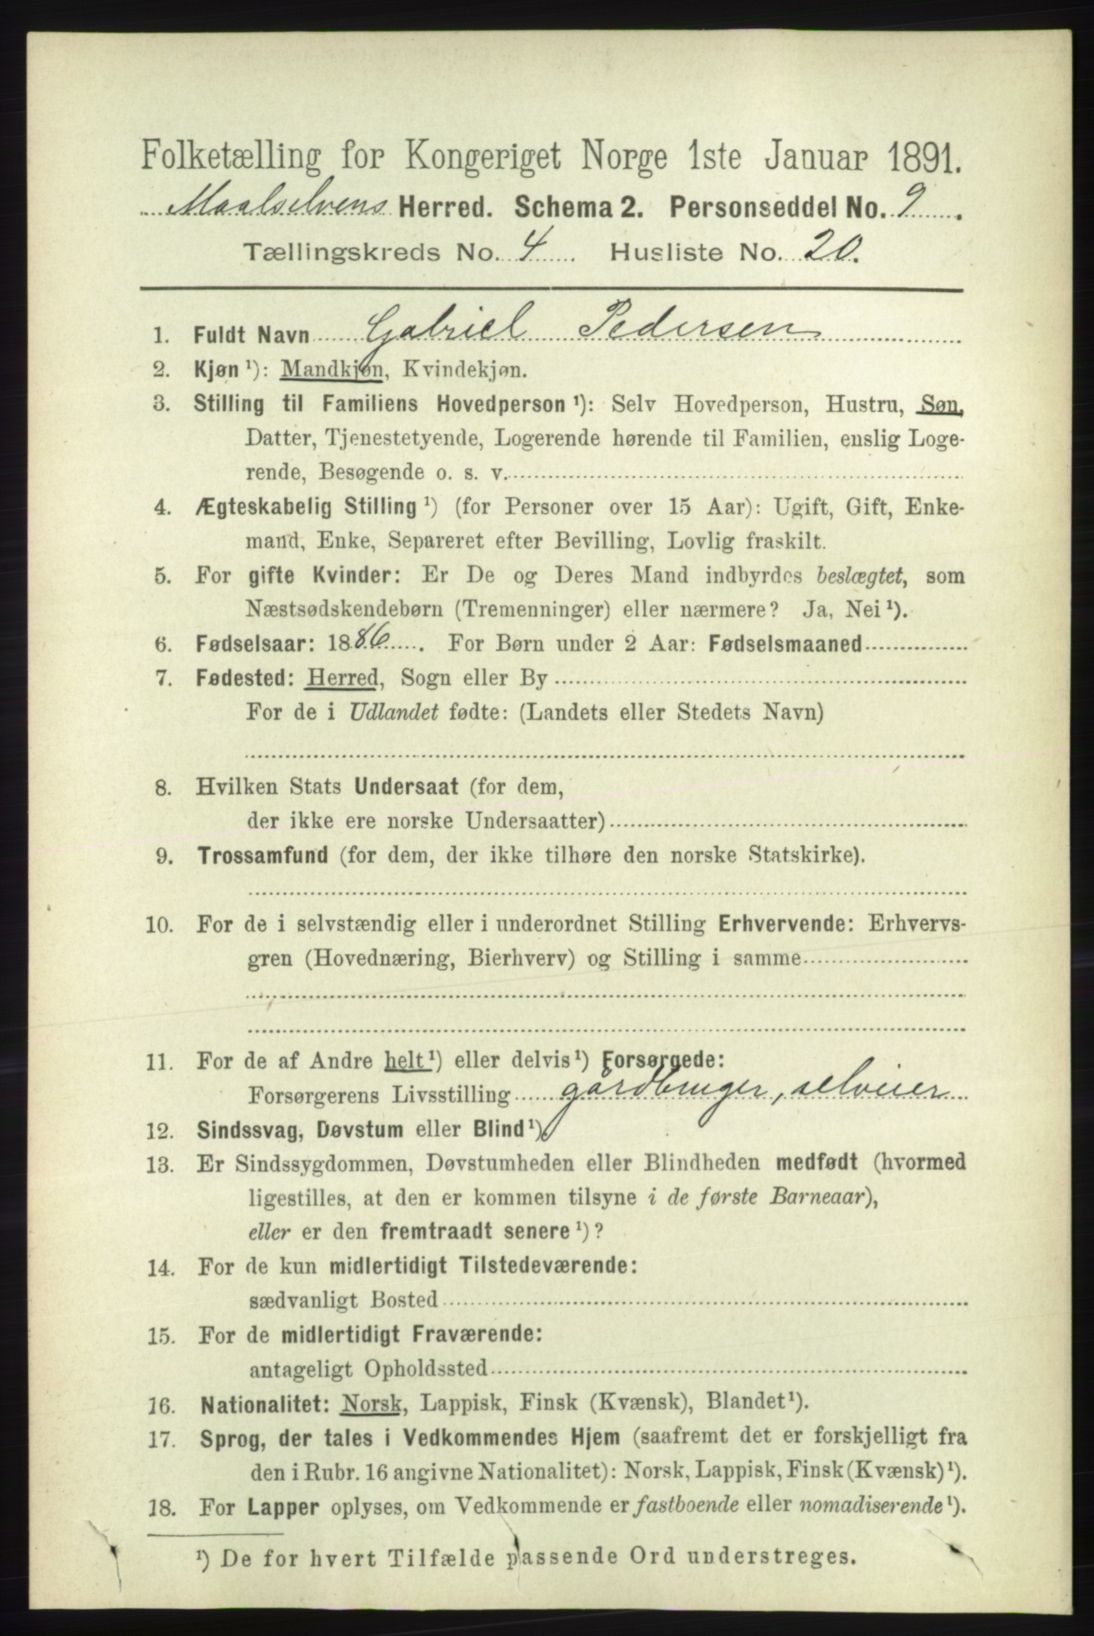 Folketælling for Kongeriget Norge 1ste Januar 1891.
Maalselvens Herred. Schema 2. Personseddel No. 9.
Tællingskreds No. 4. Husliste No. 20.
1. Fuldt Navn Gabriel Pedersen
2. Kjøn ¹): Mandkjøn, Kvindekjøn.
3. Stilling til Familiens Hovedperson ¹): Selv Hovedperson, Hustru, Søn,
Datter, Tjenestetyende, Logerende hørende til Familien, enslig Loge-
rende, Besøgende o. s. v.
4. Ægteskabelig Stilling ¹) (for Personer over 15 Aar): Ugift, Gift, Enke-
mand, Enke, Separeret efter Bevilling, Lovlig fraskilt.
5. For gifte Kvinder: Er De og Deres Mand indbyrdes beslægtet, som
Næstsødskendebørn (Tremenninger) eller nærmere? Ja, Nei ¹).
6. Fødselsaar: 1886. For Børn under 2 Aar: Fødselsmaaned
7. Fødested: Herred, Sogn eller By
For de i Udlandet fødte: (Landets eller Stedets Navn)
8. Hvilken Stats Undersaat (for dem,
der ikke ere norske Undersaatter)
9. Trossamfund (for dem, der ikke tilhøre den norske Statskirke).
10. For de i selvstændig eller i underordnet Stilling Erhvervende: Erhvervs-
gren (Hovednæring, Bierhverv) og Stilling i samme
11. For de af Andre helt ¹) eller delvis ¹) Forsørgede:
Forsørgerens Livsstilling gårdbruger, selveier
12. Sindssvag, Døvstum eller Blind ¹).
13. Er Sindssygdommen, Døvstumheden eller Blindheden medfødt (hvormed
ligestilles, at den er kommen tilsyne i de første Barneaar),
eller er den fremtraadt senere ¹)?
14. For de kun midlertidigt Tilstedeværende:
sædvanligt Bosted
15. For de midlertidigt Fraværende:
antageligt Opholdssted
16. Nationalitet: Norsk, Lappisk, Finsk (Kvænsk), Blandet ¹).
17. Sprog, der tales i Vedkommendes Hjem (saafremt det er forskjelligt fra
den i Rubr. 16 angivne Nationalitet): Norsk, Lappisk, Finsk (Kvænsk) ¹).
18. For Lapper oplyses, om Vedkommende er fastboende eller nomadiserende ¹).
¹) De for hvert Tilfælde passende Ord understreges.